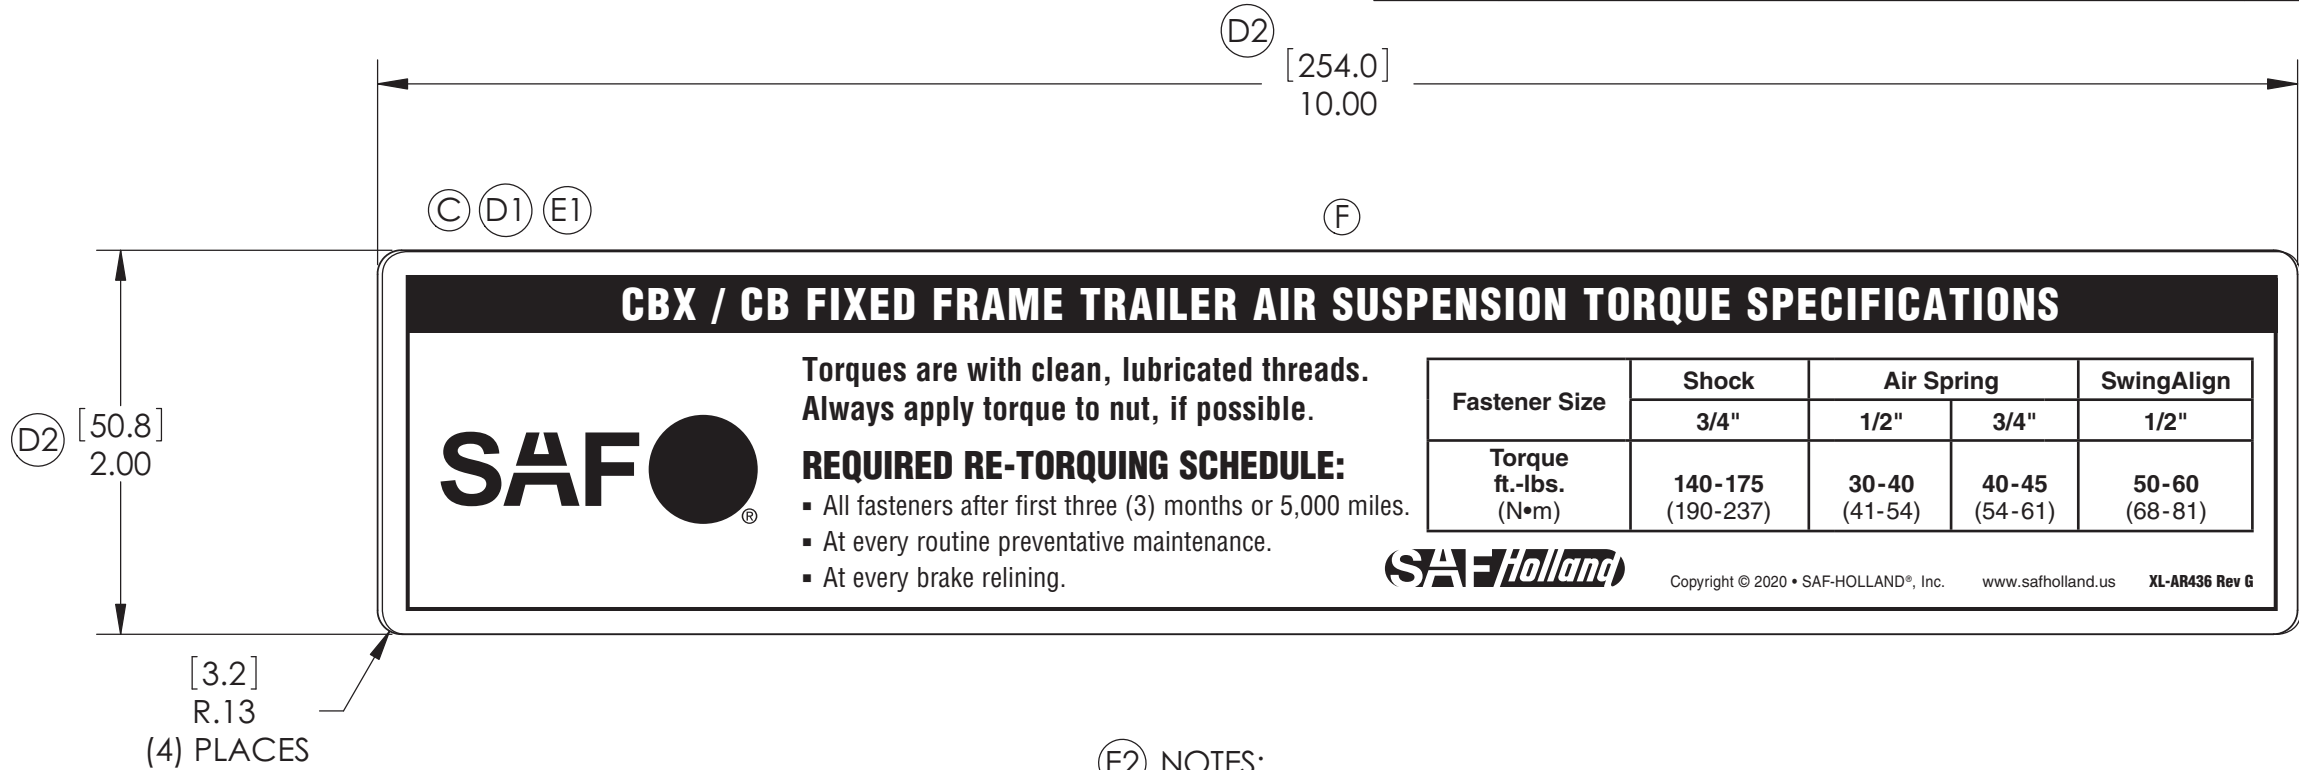 D2
[254.0]
10.00
C D1 E1
F
CBX / CB FIXED FRAME TRAILER AIR SUSPENSION TORQUE SPECIFICATIONS
D2
[50.8]
2.00
SAF ®
Torques are with clean, lubricated threads.
Always apply torque to nut, if possible.
REQUIRED RE-TORQUING SCHEDULE:
▪ All fasteners after first three (3) months or 5,000 miles.
▪ At every routine preventative maintenance.
▪ At every brake relining.
Fastener Size Shock Air Spring SwingAlign
3/4" 1/2" 3/4" 1/2"
Torque
ft.-lbs. 140-175 30-40 40-45 50-60
(N•m) (190-237) (41-54) (54-61) (68-81)
SAF Holland Copyright © 2020 • SAF-HOLLAND®, Inc. www.safholland.us XL-AR436 Rev G
[3.2]
R.13
(4) PLACES
E2 NOTES: